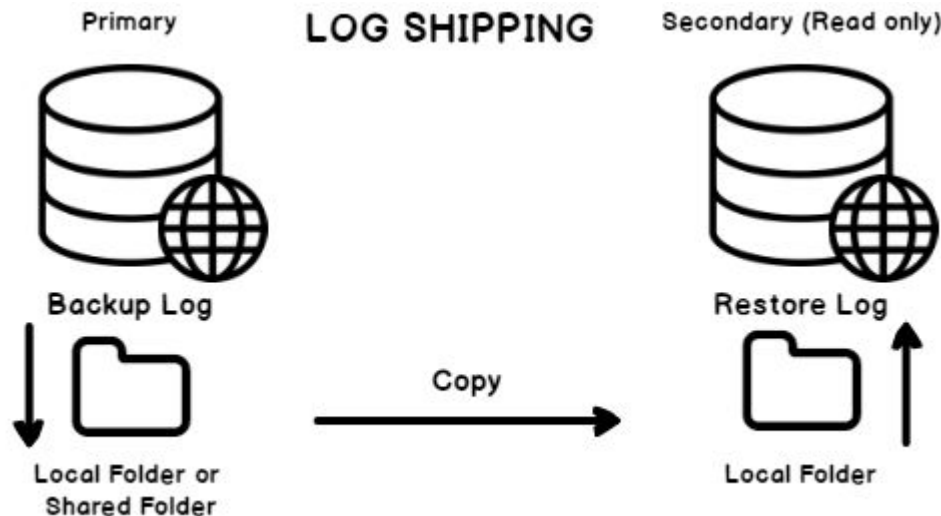 Primary
LOG SHIPPING
Secondary (Read only)
Backup Log
Restore Log
Copy
Local Folder or
Shared Folder
Local Folder